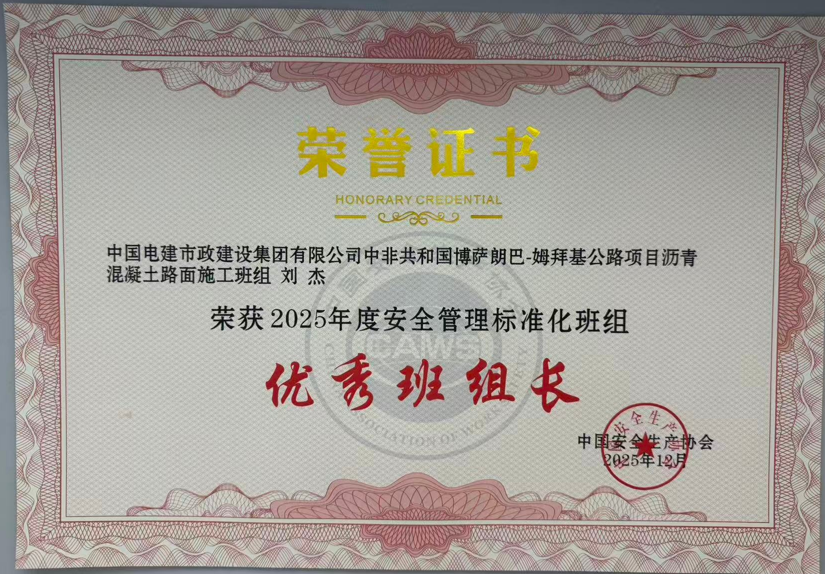 荣誉证书
HONORARY CREDENTIAL
中国电建市政建设集团有限公司中非共和国博萨朗巴-姆拜基公路项目沥青
混凝土路面施工班组 刘 杰
荣获 2025年度安全管理标准化班组
CAWS
ASSOCIATION OF WORK
优秀班组长
中国安全生产协会
2025年12月